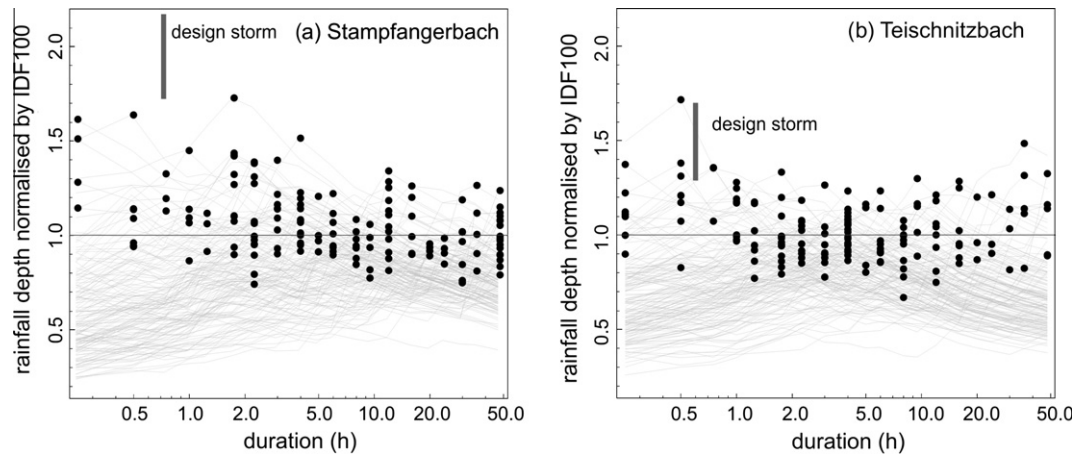 (a) Stampfangerbach
design storm
rainfall depth normalised by IDF100
2.0
1.5
1.0
0.5
0.5 1.0 2.0 5.0 10.0 20.0 50.0
duration (h)
(b) Teischnitzbach
design storm
rainfall depth normalised by IDF100
2.0
1.5
1.0
0.5
0.5 1.0 2.0 5.0 10.0 20.0 50.0
duration (h)